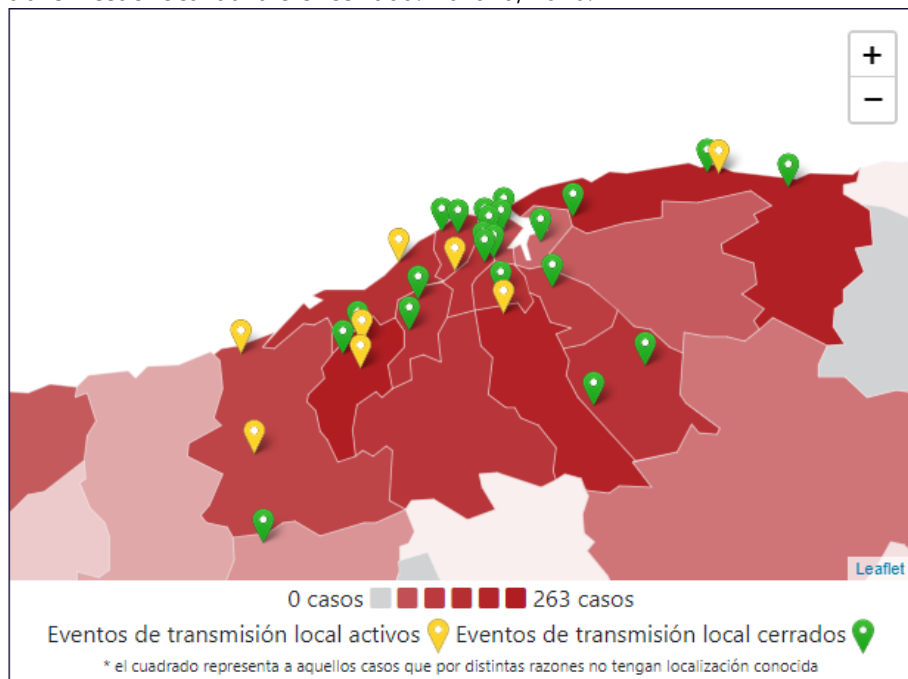 +
−
Leaflet
0 casos 263 casos
Eventos de transmisión local activos Eventos de transmisión local cerrados
* el cuadrado representa a aquellos casos que por distintas razones no tengan localización conocida